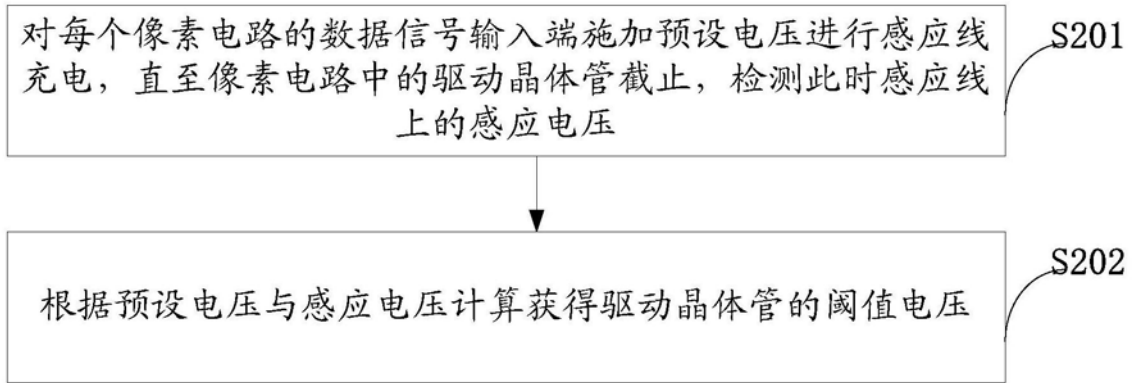 对每个像素电路的数据信号输入端施加预设电压进行感应线
充电，直至像素电路中的驱动晶体管截止，检测此时感应线
上的感应电压
S201
根据预设电压与感应电压计算获得驱动晶体管的阈值电压
S202